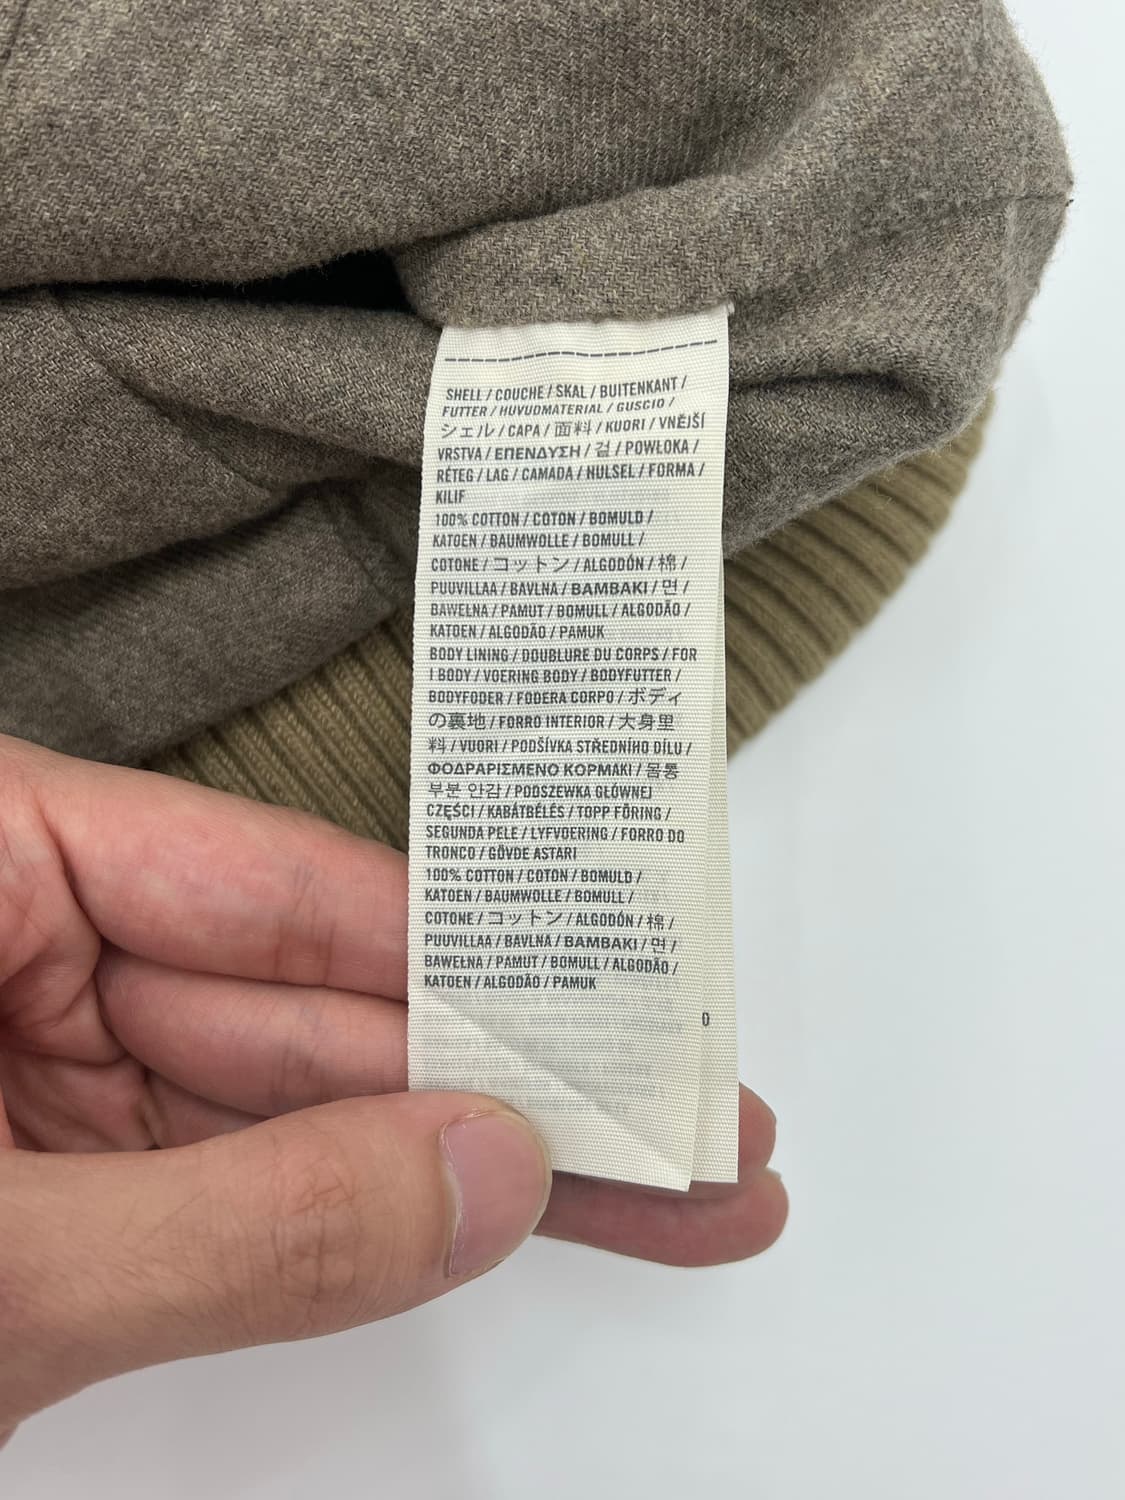 SHELL / COUCHE / SKAL / BUITENKANT /
FUTTER / HUVUDMATERIAL / GUSCIO /
シェル / CAPA / 面料 / KUORI / VNĚJŠÍ
VRSTVA / ΕΠΕΝΔΥΣΗ / 겉 / POWŁOKA /
RÉTEG / LAG / CAMADA / HULSEL / FORMA /
KILIF
100% COTTON / COTON / BOMULD /
KATOEN / BAUMWOLLE / BOMULL /
COTONE / コットン / ALGODÓN / 棉 /
PUUVILLAA / BAVLNA / ΒΑΜΒΑΚΙ / 면 /
BAWEŁNA / PAMUT / BOMULL / ALGODÃO /
KATOEN / ALGODÃO / PAMUK
BODY LINING / DOUBLURE DU CORPS / FOR
I BODY / VOERING BODY / BODYFUTTER /
BODYFODER / FODERA CORPO / ボディ
の裏地 / FORRO INTERIOR / 大身里
料 / VUORI / PODŠÍVKA STŘEDNÍHO DÍLU /
ΦΟΔΡΑΡΙΣΜΕΝΟ ΚΟΡΜΑΚΙ / 몸통
부분 안감 / PODSZEWKA GŁÓWNEJ
CZĘŚCI / KABÁTBÉLÉS / TOPP FÔRING /
SEGUNDA PELE / LYFVOERING / FORRO DO
TRONCO / GÖVDE ASTARI
100% COTTON / COTON / BOMULD /
KATOEN / BAUMWOLLE / BOMULL /
COTONE / コットン / ALGODÓN / 棉 /
PUUVILLAA / BAVLNA / ΒΑΜΒΑΚΙ / 면 /
BAWEŁNA / PAMUT / BOMULL / ALGODÃO /
KATOEN / ALGODÃO / PAMUK
0